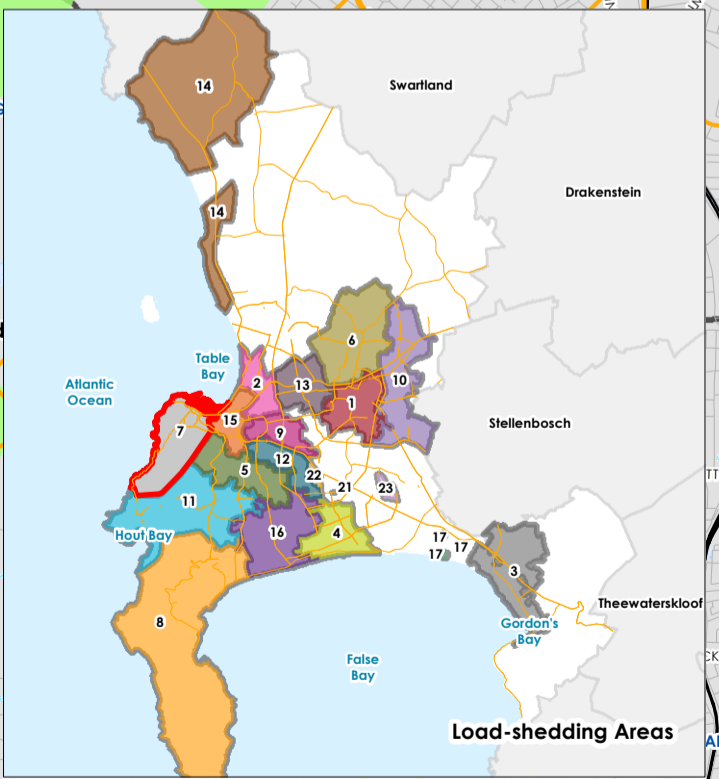 14
Swartland
Drakenstein
14
6
Table
Bay
Atlantic
Ocean
2
13
10
1
7
15
9
Stellenbosch
12
5
22
21
23
11
16
4
Hout Bay
17
17
17
3
Theewaterskloof
8
Gordon's
Bay
False
Bay
Load-shedding Areas